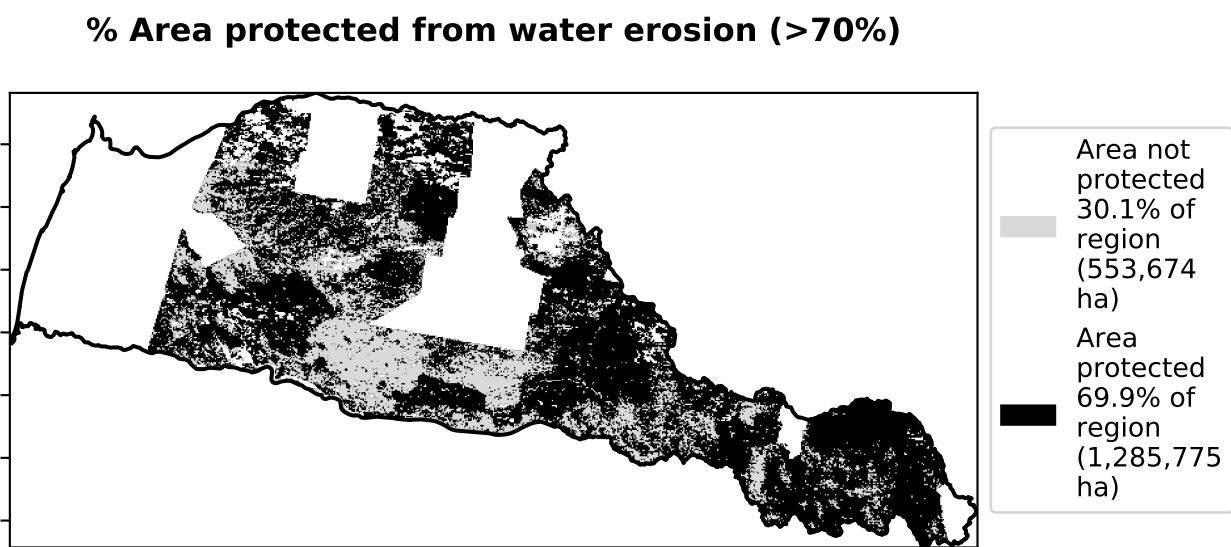 % Area protected from water erosion (>70%)
Area not
protected
30.1% of
region
(553,674
ha)
Area
protected
69.9% of
region
(1,285,775
ha)